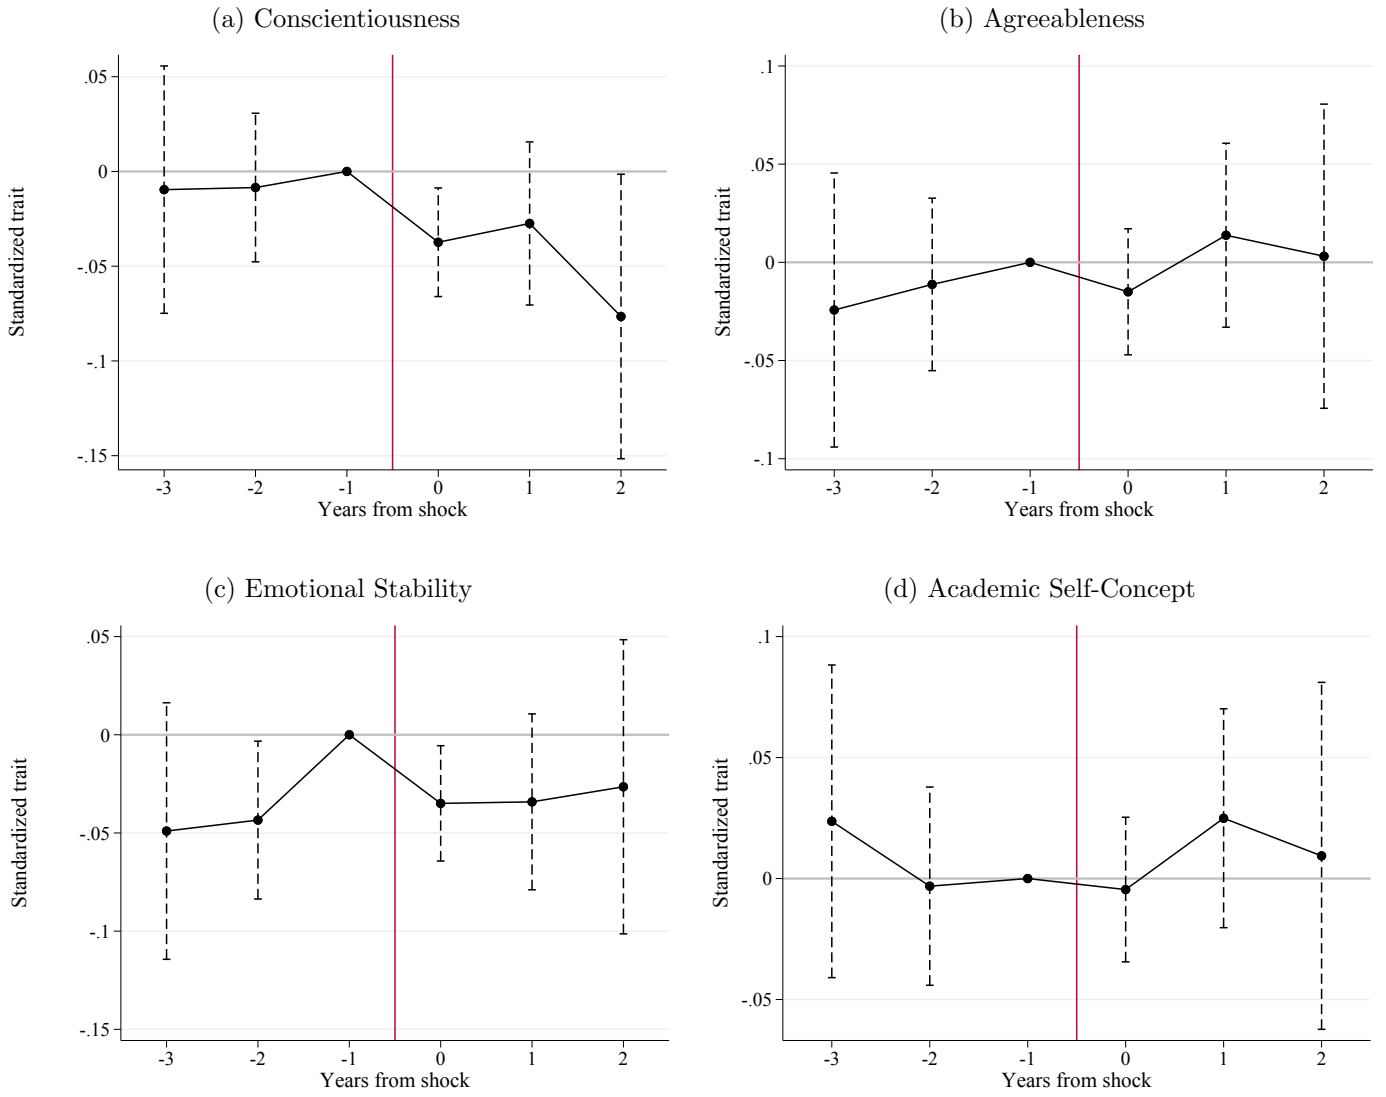 (a) Conscientiousness
Standardized trait
.05
0
-.05
-.1
-.15
-3 -2 -1 0 1 2
Years from shock
(b) Agreeableness
Standardized trait
.1
.05
0
-.05
-.1
-3 -2 -1 0 1 2
Years from shock
(c) Emotional Stability
Standardized trait
.05
0
-.05
-.1
-.15
-3 -2 -1 0 1 2
Years from shock
(d) Academic Self-Concept
Standardized trait
.1
.05
0
-.05
-3 -2 -1 0 1 2
Years from shock